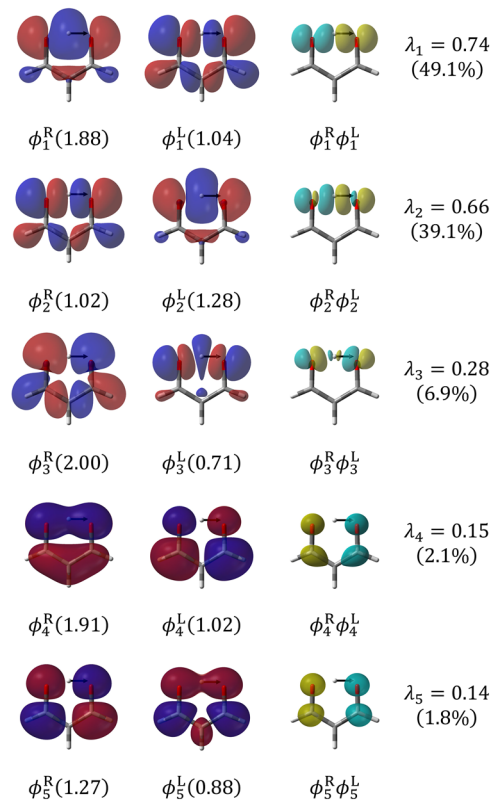 λ₁ = 0.74
(49.1%)
ϕ₁ᴿ(1.88) ϕ₁ᴸ(1.04) ϕ₁ᴿϕ₁ᴸ
λ₂ = 0.66
(39.1%)
ϕ₂ᴿ(1.02) ϕ₂ᴸ(1.28) ϕ₂ᴿϕ₂ᴸ
λ₃ = 0.28
(6.9%)
ϕ₃ᴿ(2.00) ϕ₃ᴸ(0.71) ϕ₃ᴿϕ₃ᴸ
λ₄ = 0.15
(2.1%)
ϕ₄ᴿ(1.91) ϕ₄ᴸ(1.02) ϕ₄ᴿϕ₄ᴸ
λ₅ = 0.14
(1.8%)
ϕ₅ᴿ(1.27) ϕ₅ᴸ(0.88) ϕ₅ᴿϕ₅ᴸ